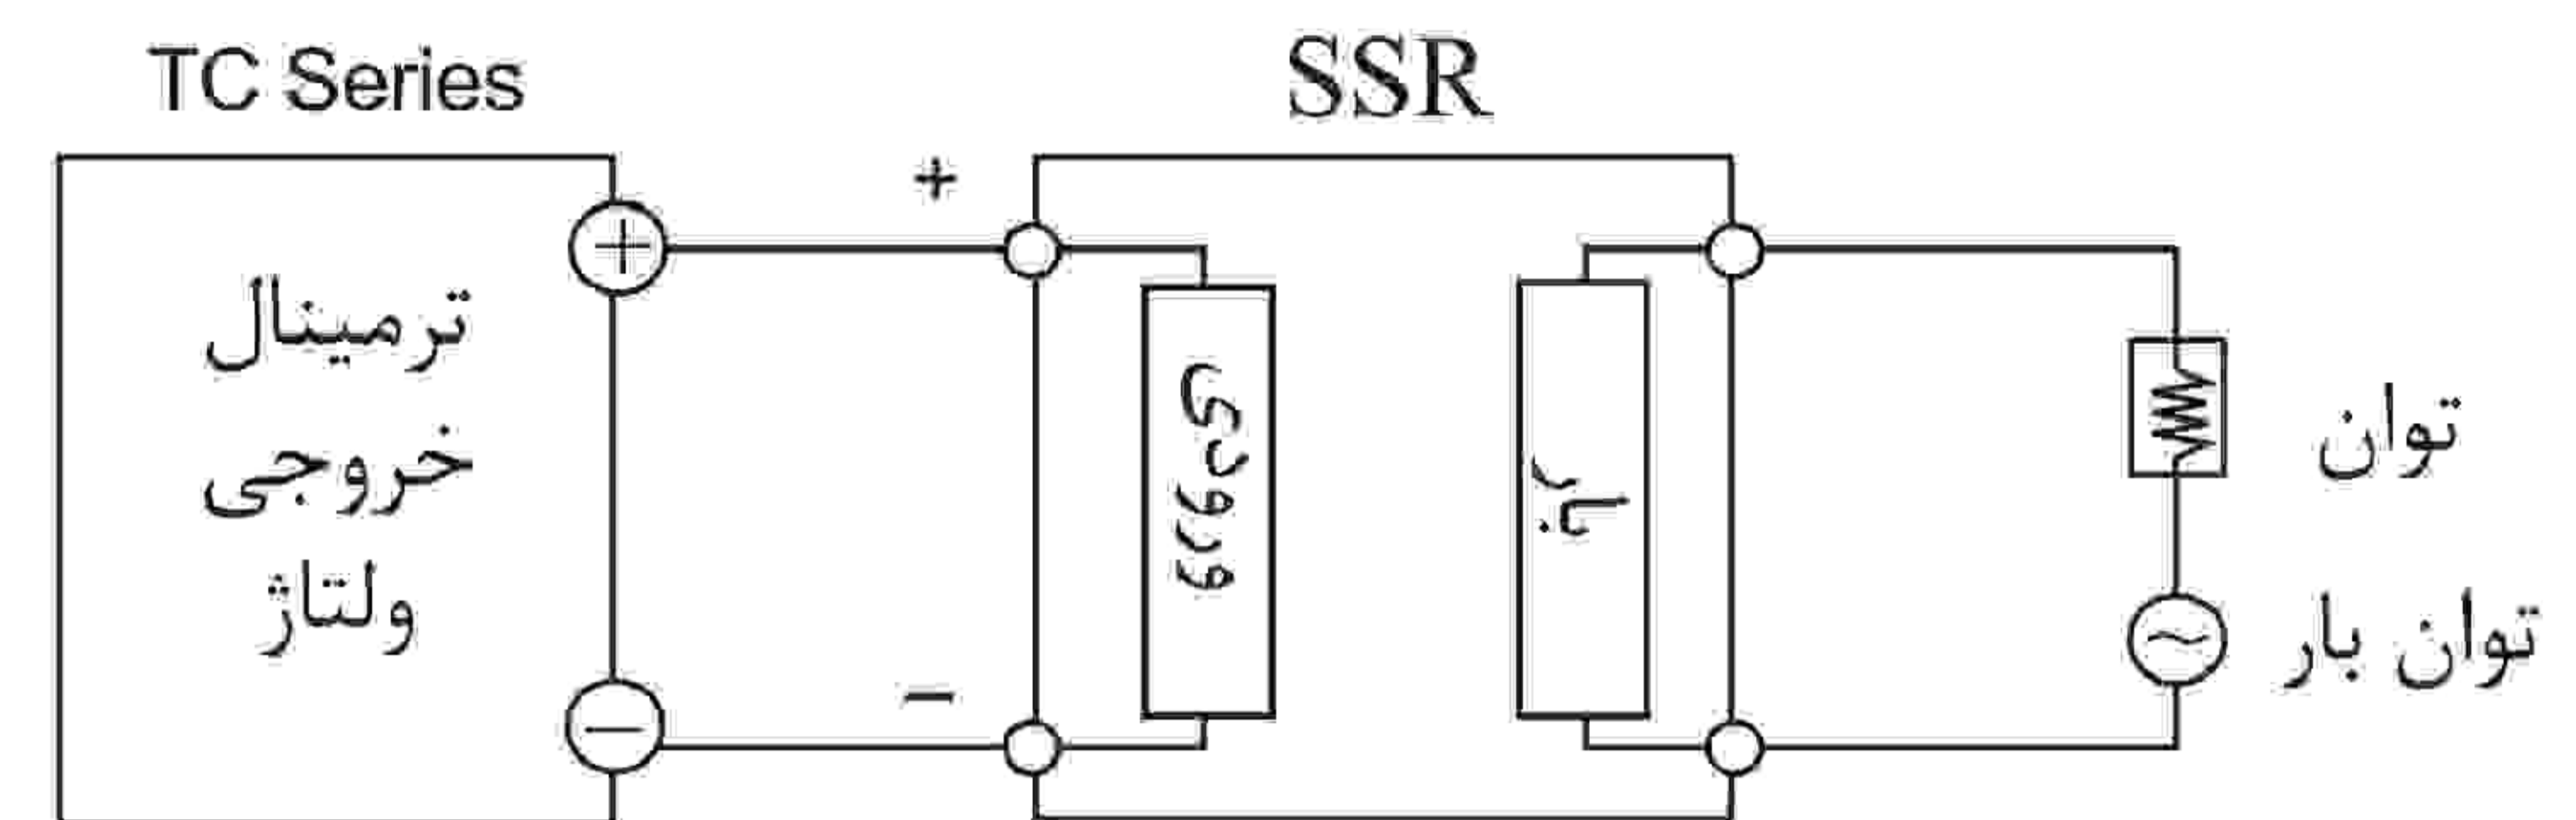 TC Series
SSR
+
+
ترمینال
خروجی
ولتاژ
ورودی
بار
توان
توان بار
−
−